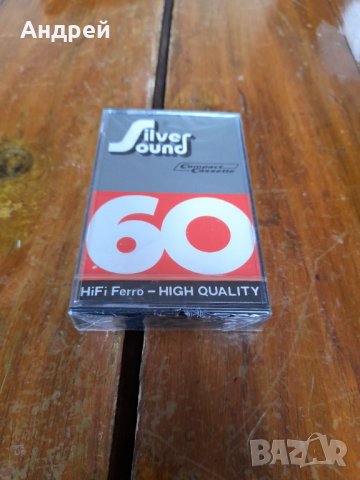 Андрей
Silver
Sound
Compact
Cassette
60
HiFi Ferro – HIGH QUALITY
BAZAR